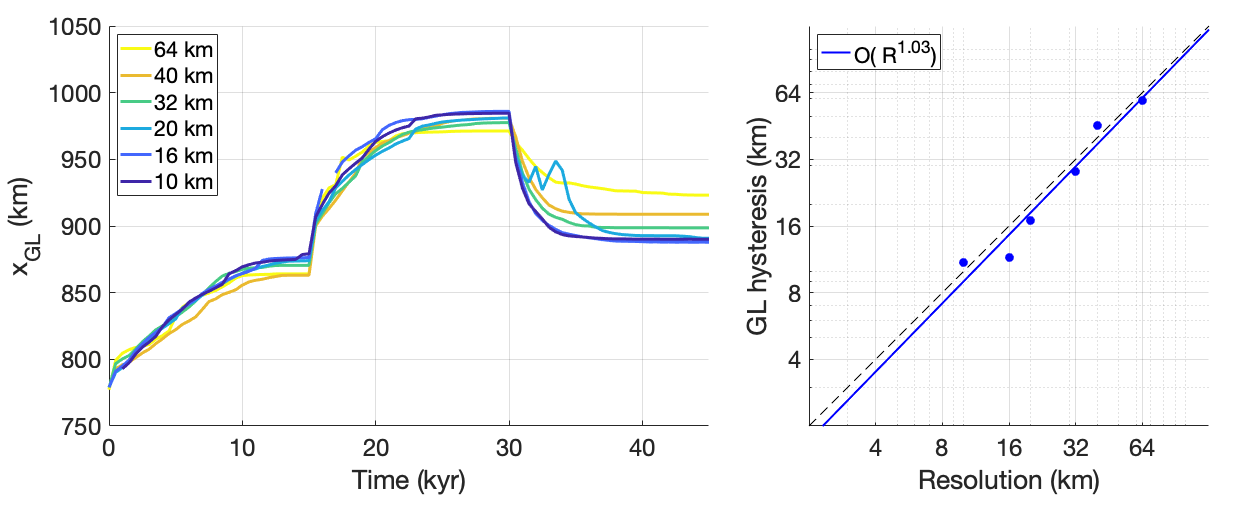 1050
1000
950
900
850
800
750
x_GL (km)
64 km
40 km
32 km
20 km
16 km
10 km
0
10
20
30
40
Time (kyr)
O( R^1.03)
64
32
16
8
4
GL hysteresis (km)
4
8
16
32
64
Resolution (km)